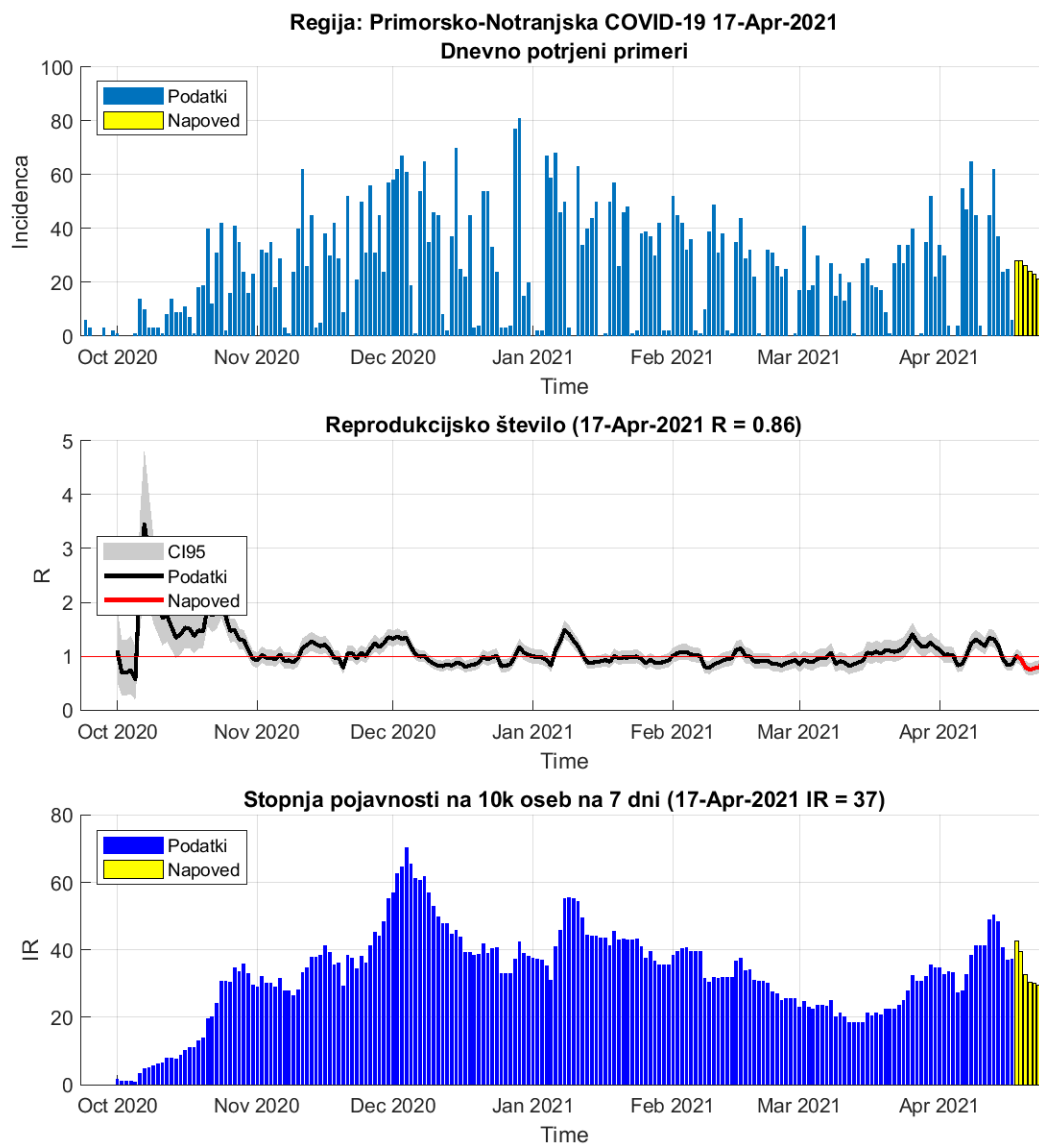 Regija: Primorsko-Notranjska COVID-19 17-Apr-2021
Dnevno potrjeni primeri
100
80
60
40
20
0
Incidenca
Podatki
Napoved
Oct 2020 Nov 2020 Dec 2020 Jan 2021 Feb 2021 Mar 2021 Apr 2021
Time
Reprodukcijsko število (17-Apr-2021 R = 0.86)
5
4
3
2
1
0
R
CI95
Podatki
Napoved
Oct 2020 Nov 2020 Dec 2020 Jan 2021 Feb 2021 Mar 2021 Apr 2021
Time
Stopnja pojavnosti na 10k oseb na 7 dni (17-Apr-2021 IR = 37)
80
60
40
20
0
IR
Podatki
Napoved
Oct 2020 Nov 2020 Dec 2020 Jan 2021 Feb 2021 Mar 2021 Apr 2021
Time